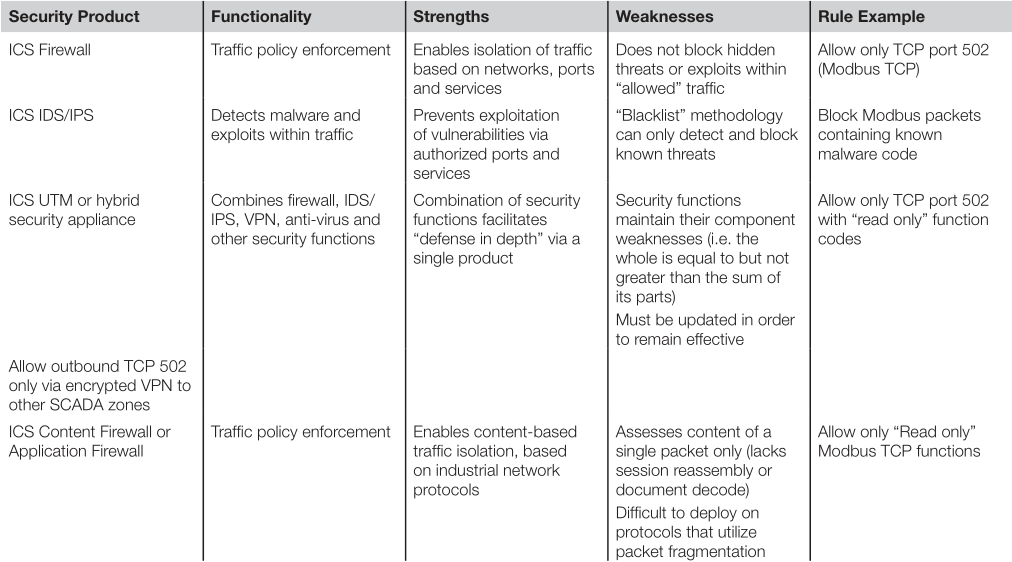 Security Product Functionality Strengths Weaknesses Rule Example
ICS Firewall
Traffic policy enforcement
Enables isolation of traffic
based on networks, ports
and services
Does not block hidden
threats or exploits within
“allowed” traffic
Allow only TCP port 502
(Modbus TCP)
ICS IDS/IPS
Detects malware and
exploits within traffic
Prevents exploitation
of vulnerabilities via
authorized ports and
services
“Blacklist” methodology
can only detect and block
known threats
Block Modbus packets
containing known
malware code
ICS UTM or hybrid
security appliance
Combines firewall, IDS/
IPS, VPN, anti-virus and
other security functions
Combination of security
functions facilitates
“defense in depth” via a
single product
Security functions
maintain their component
weaknesses (i.e. the
whole is equal to but not
greater than the sum of
its parts)
Must be updated in order
to remain effective
Allow only TCP port 502
with “read only” function
codes
Allow outbound TCP 502
only via encrypted VPN to
other SCADA zones
ICS Content Firewall or
Application Firewall
Traffic policy enforcement
Enables content-based
traffic isolation, based
on industrial network
protocols
Assesses content of a
single packet only (lacks
session reassembly or
document decode)
Difficult to deploy on
protocols that utilize
packet fragmentation
Allow only “Read only”
Modbus TCP functions